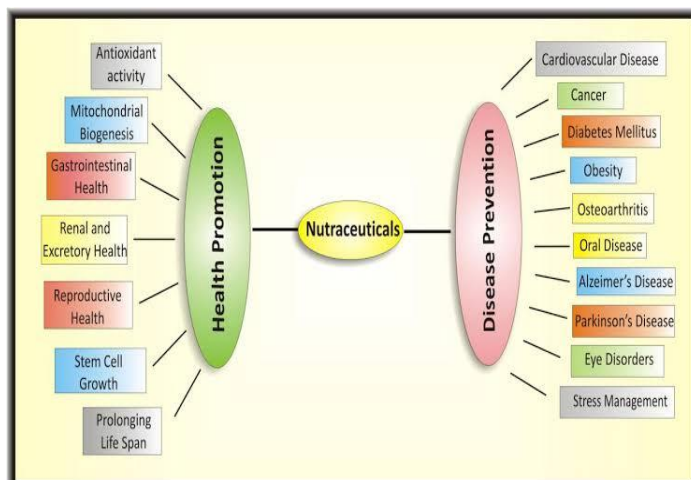 Antioxidant
activity
Mitochondrial
Biogenesis
Gastrointestinal
Health
Renal and
Excretory Health
Reproductive
Health
Stem Cell
Growth
Prolonging
Life Span
Health Promotion
Nutraceuticals
Disease Prevention
Cardiovascular Disease
Cancer
Diabetes Mellitus
Obesity
Osteoarthritis
Oral Disease
Alzeimer's Disease
Parkinson's Disease
Eye Disorders
Stress Management